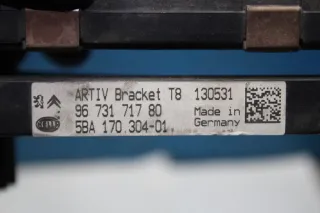 ARTIV Bracket T8 130531
96 731 717 80 Made in
5BA 170.304-01. Germany